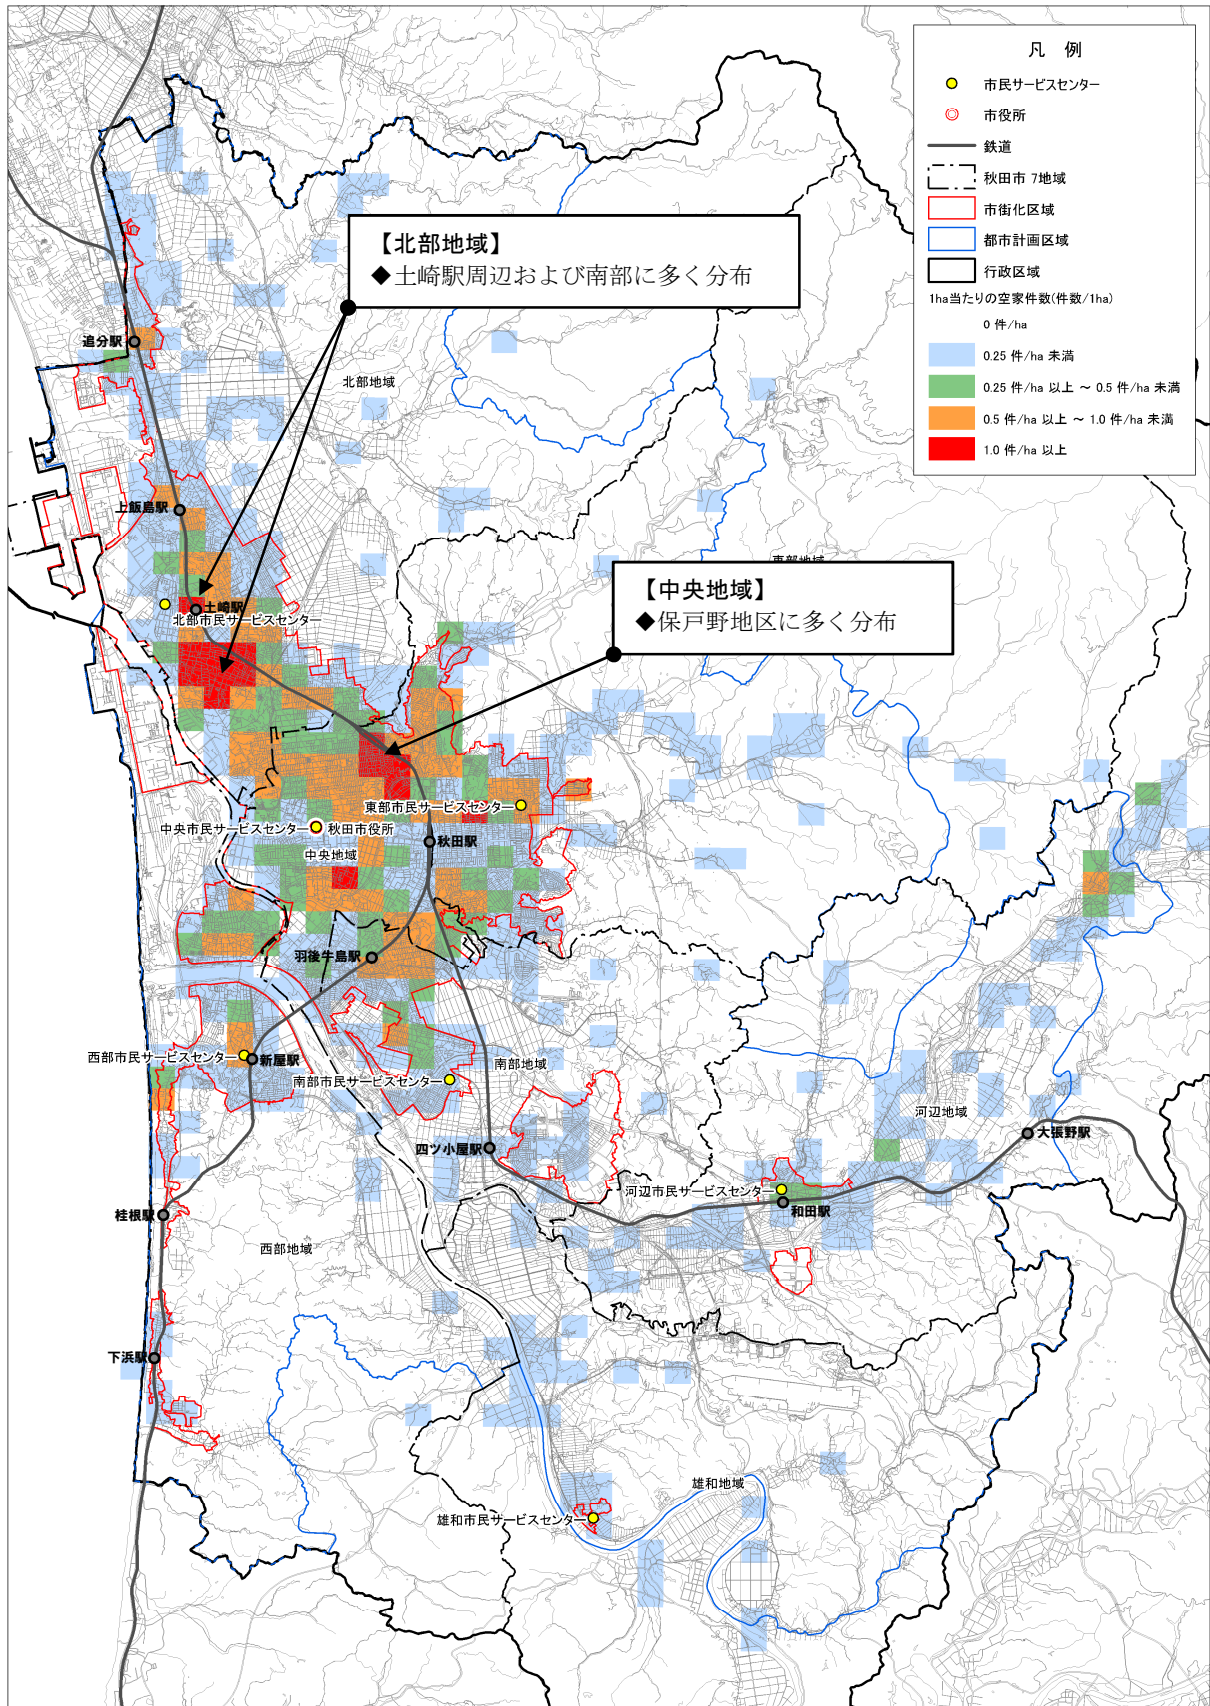 凡 例
市民サービスセンター
市役所
鉄道
秋田市 7地域
市街化区域
都市計画区域
行政区域
1ha当たりの空家件数(件数/1ha)
0 件/ha
0.25 件/ha 未満
0.25 件/ha 以上 ～ 0.5 件/ha 未満
0.5 件/ha 以上 ～ 1.0 件/ha 未満
1.0 件/ha 以上
【北部地域】
◆土崎駅周辺および南部に多く分布
追分駅
北部地域
上飯島駅
東部地域
【中央地域】
◆保戸野地区に多く分布
土崎駅
北部市民サービスセンター
東部市民サービスセンター
中央市民サービスセンター
秋田市役所
秋田駅
中央地域
羽後牛島駅
西部市民サービスセンター
新屋駅
南部市民サービスセンター
南部地域
河辺地域
大張野駅
四ツ小屋駅
河辺市民サービスセンター
和田駅
桂根駅
西部地域
下浜駅
雄和地域
雄和市民サービスセンター